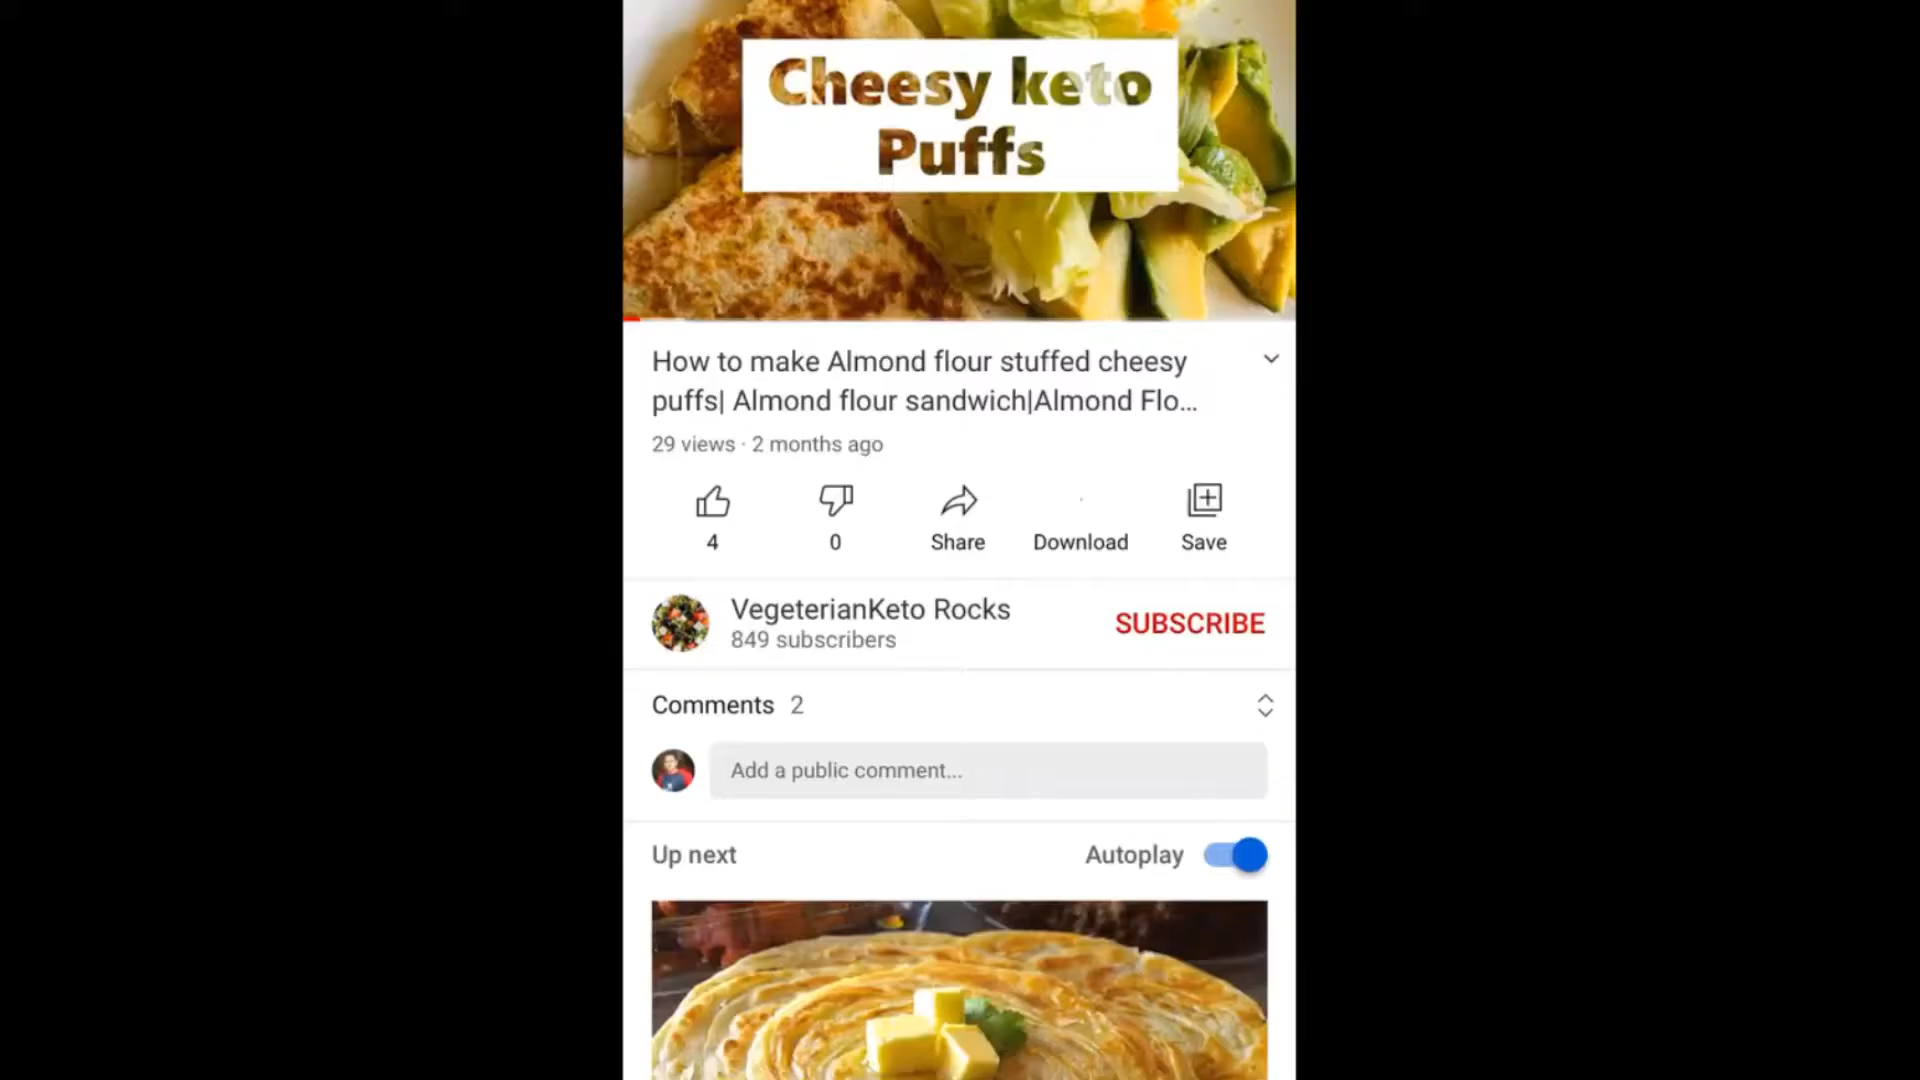 Cheesy keto
Puffs
How to make Almond flour stuffed cheesy
puffs| Almond flour sandwich|Almond Flo...
29 views · 2 months ago
4
0
Share
Download
Save
VegeterianKeto Rocks
849 subscribers
SUBSCRIBE
Comments 2
Add a public comment...
Up next
Autoplay